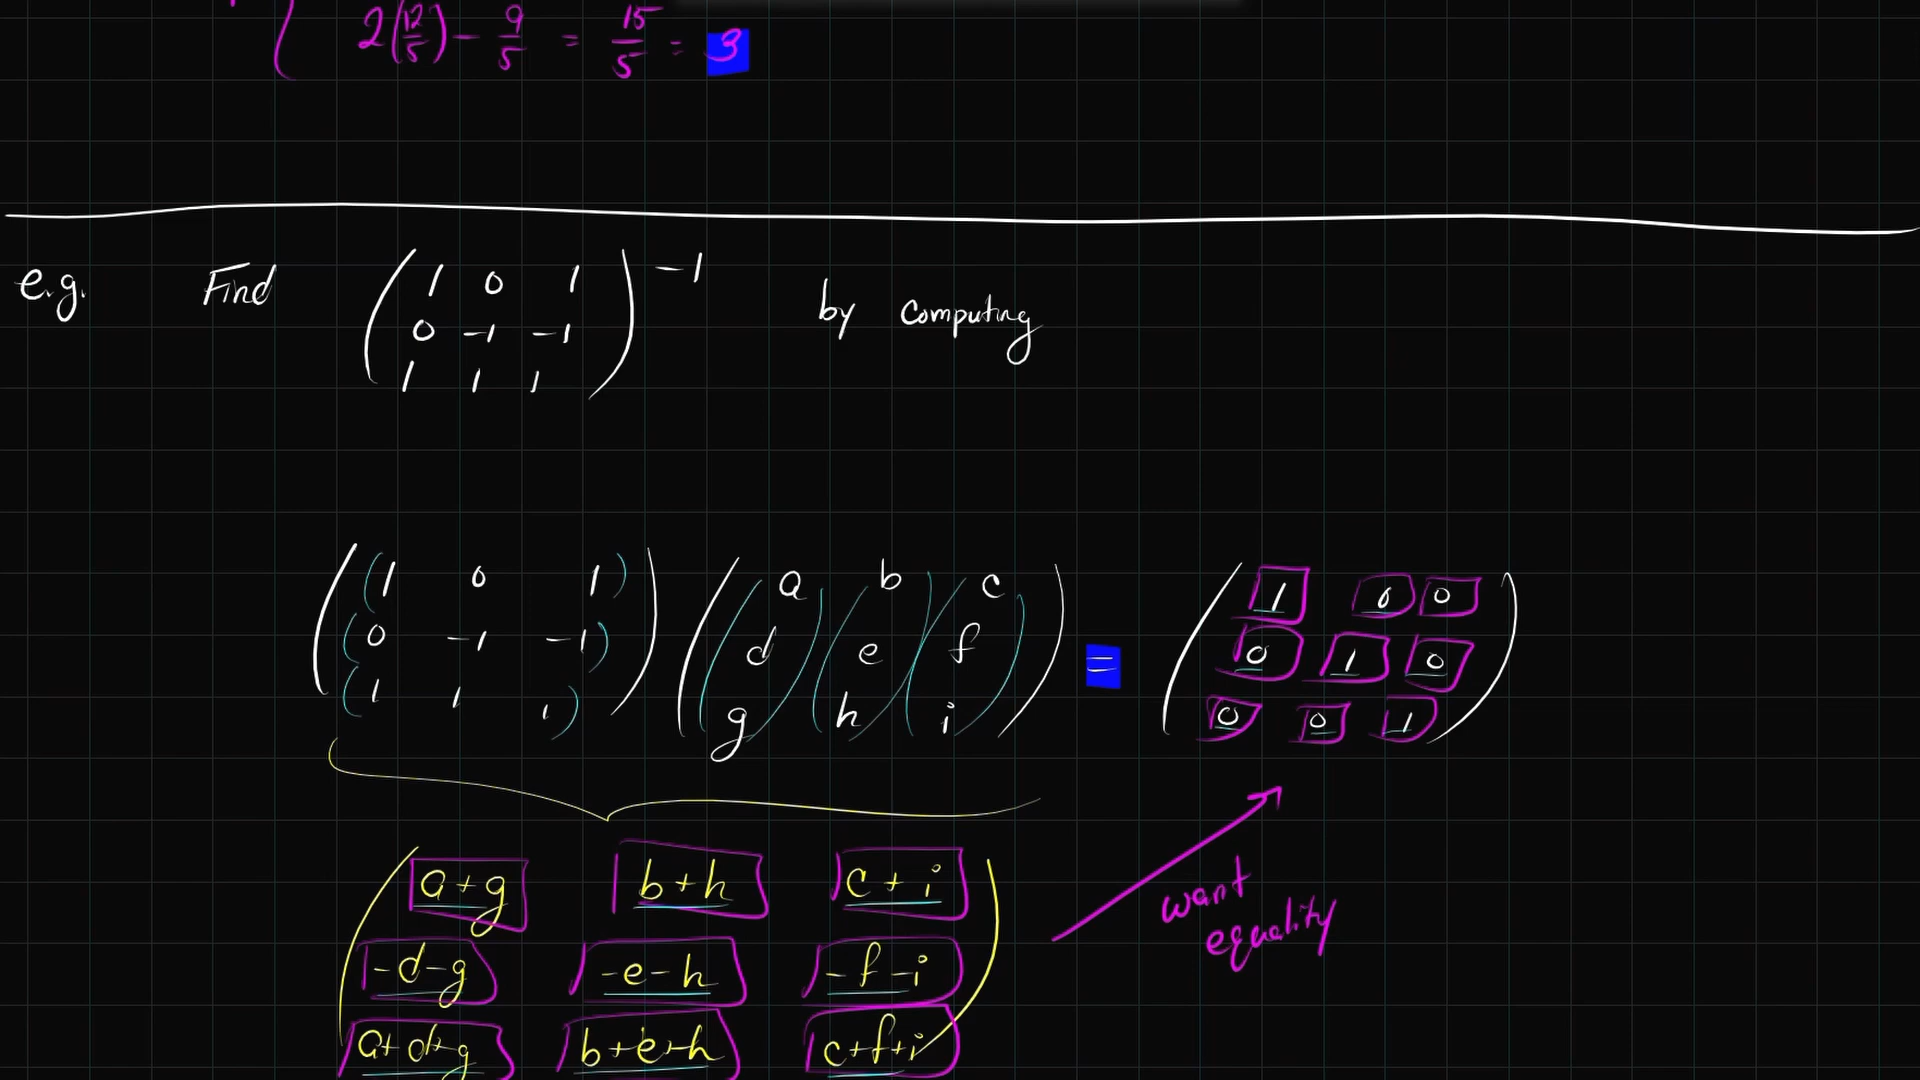 2(12/5) - 9/5 = 15/5 = 3
e.g. Find ( 1 0 1 ) -1 by computing
0 -1 -1
1 1 1
( 1 0 1 ) ( a b c ) = ( 1 0 0 )
0 -1 -1 d e f 0 1 0
1 1 1 g h i 0 0 1
a+g b+h c+i
want
equality
-d-g -e-h -f-i
a+d+g b+e+h c+f+i